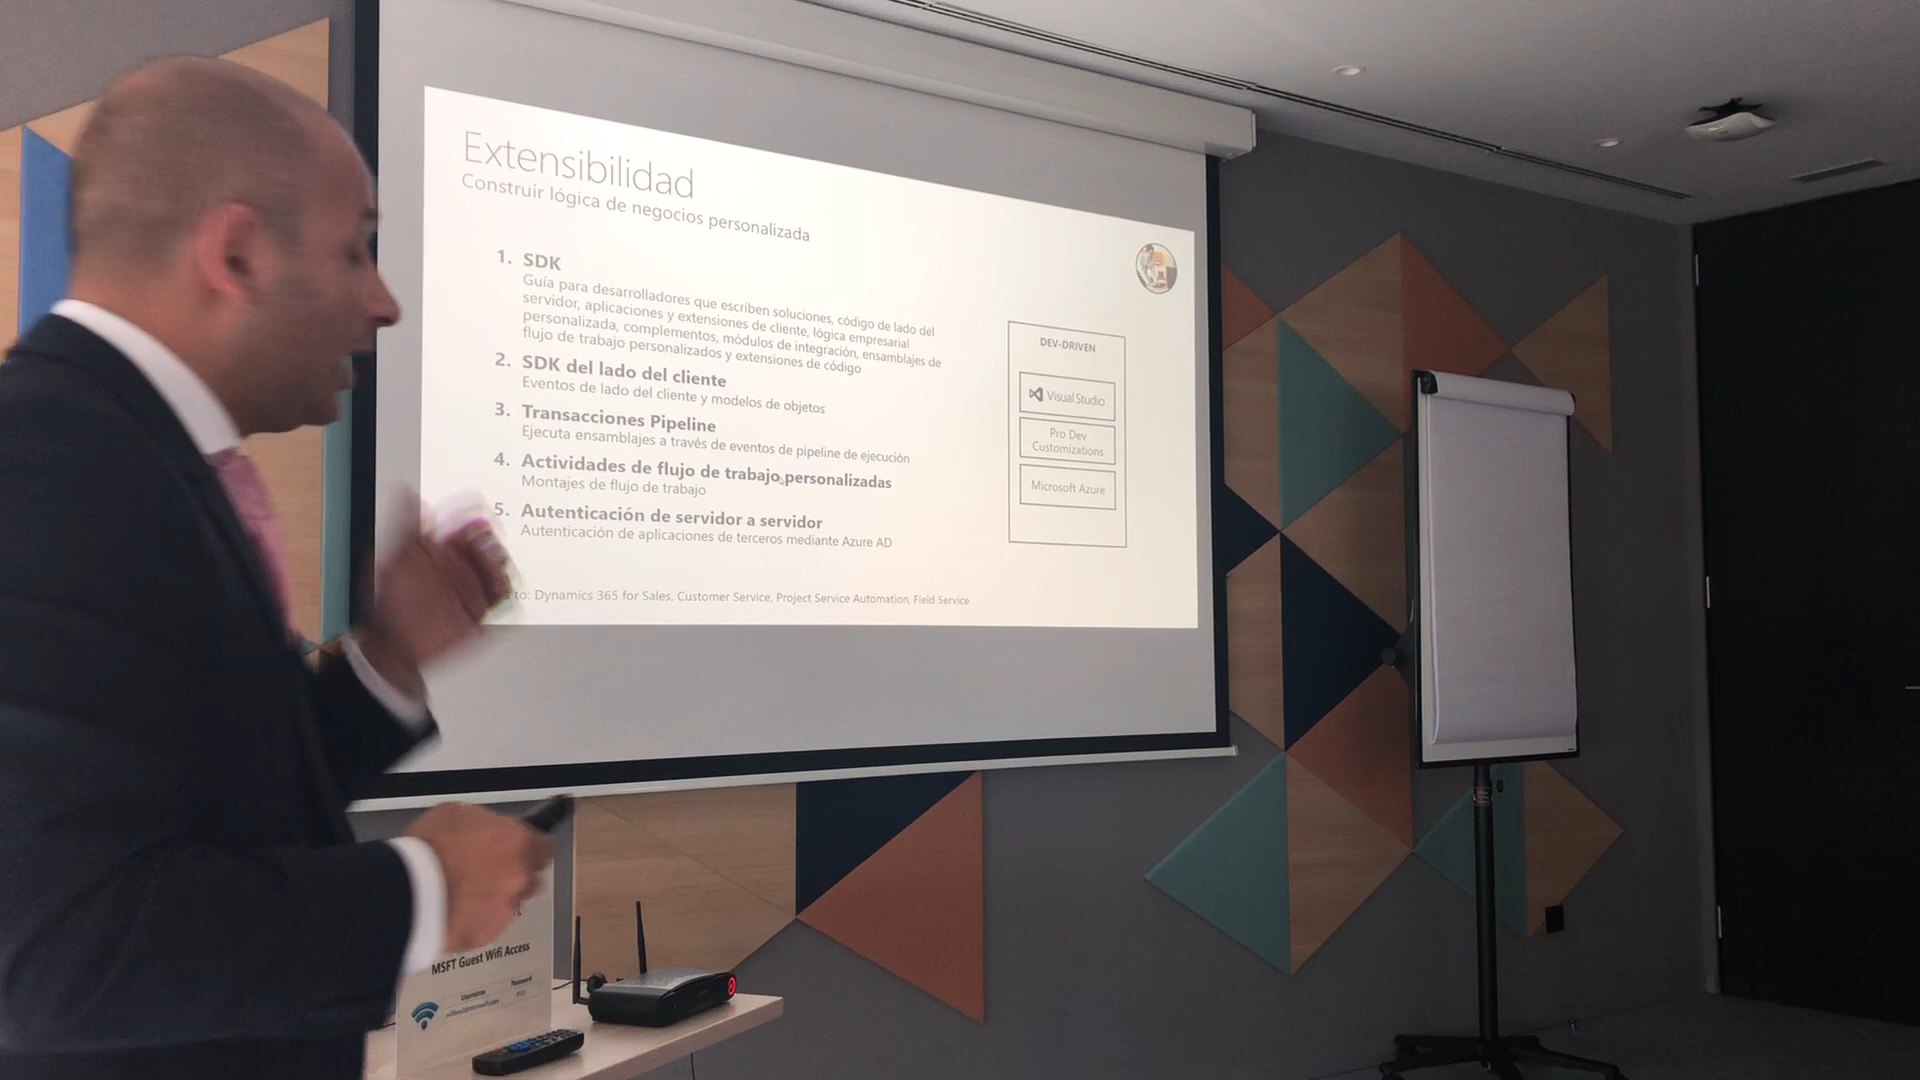 Extensibilidad
Construir lógica de negocios personalizada
1. SDK
Guía para desarrolladores que escriben soluciones, código de lado del
servidor, aplicaciones y extensiones de cliente, lógica empresarial
personalizada, complementos, módulos de integración, ensamblajes de
flujo de trabajo personalizados y extensiones de código
2. SDK del lado del cliente
Eventos de lado del cliente y modelos de objetos
3. Transacciones Pipeline
Ejecuta ensamblajes a través de eventos de pipeline de ejecución
4. Actividades de flujo de trabajo personalizadas
Montajes de flujo de trabajo
5. Autenticación de servidor a servidor
Autenticación de aplicaciones de terceros mediante Azure AD
to: Dynamics 365 for Sales, Customer Service, Project Service Automation, Field Service
DEV-DRIVEN
Visual Studio
Pro Dev
Customizations
Microsoft Azure
MSFT Guest Wifi Access
Username
Password